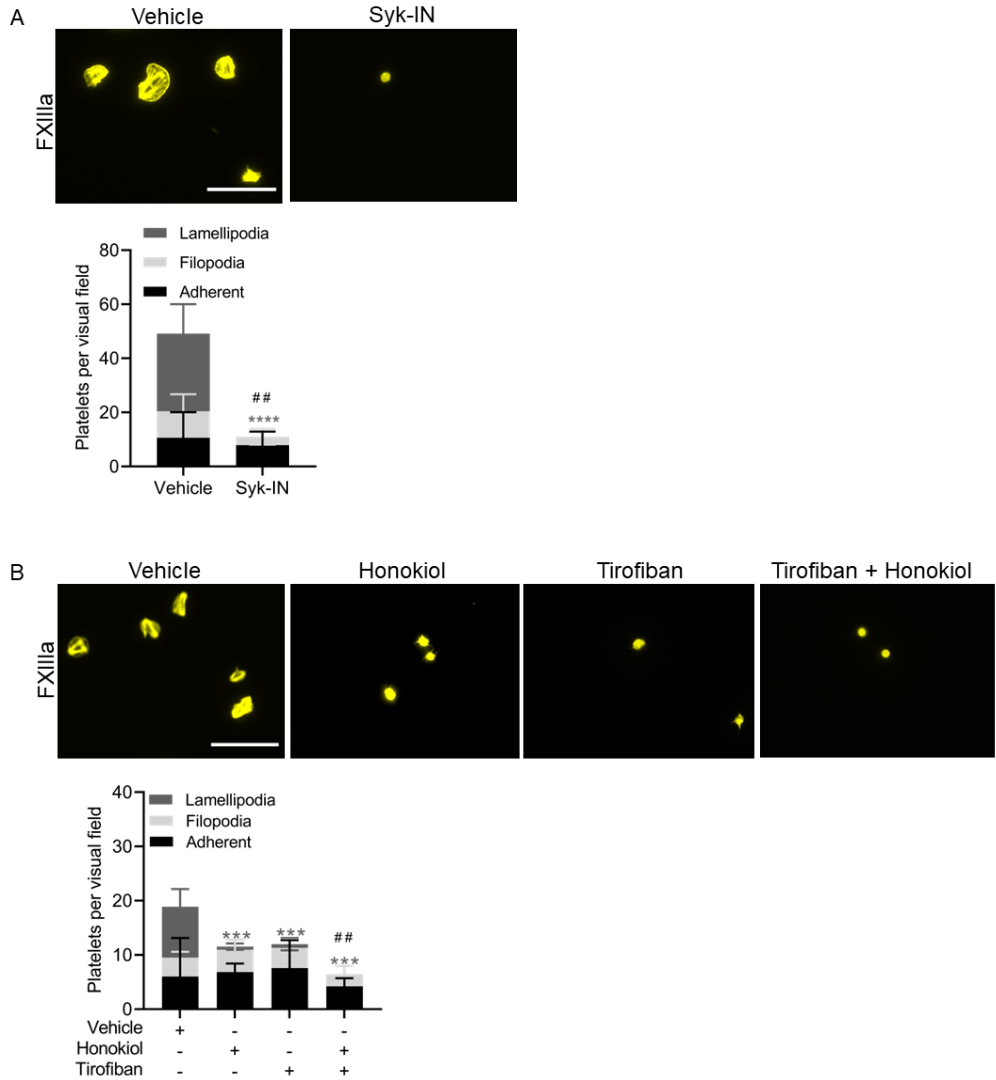 A
Vehicle Syk-IN
FXIIIa
Lamellipodia
Filopodia
Adherent
Platelets per visual field
80
60
40
20
0
##
****
Vehicle Syk-IN
B
Vehicle Honokiol Tirofiban Tirofiban + Honokiol
FXIIIa
Lamellipodia
Filopodia
Adherent
Platelets per visual field
40
30
20
10
0
*** *** ##
***
Vehicle + - - -
Honokiol - + - +
Tirofiban - - + +